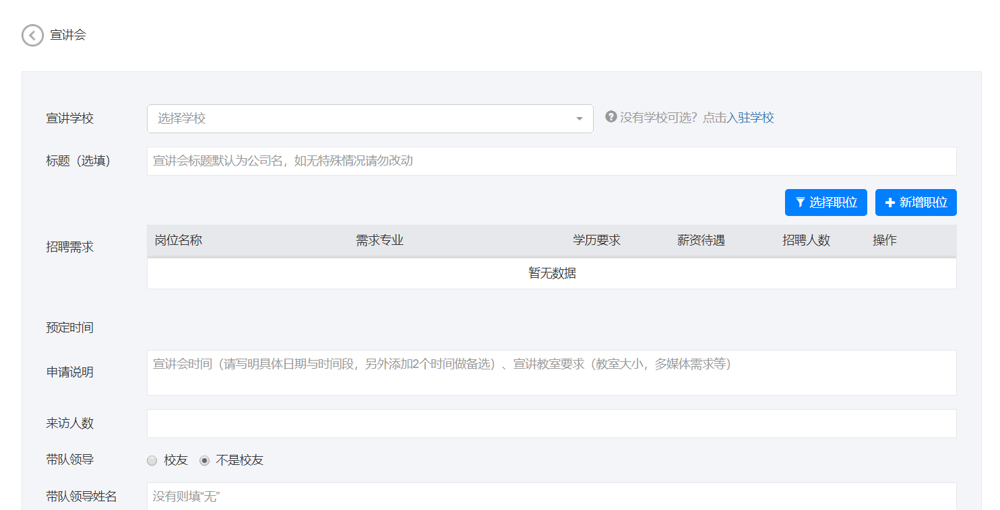 宣讲会
宣讲学校 选择学校 没有学校可选？点击入驻学校
标题（选填） 宣讲会标题默认为公司名，如无特殊情况请勿改动
选择职位 新增职位
招聘需求 岗位名称 需求专业 学历要求 薪资待遇 招聘人数 操作
暂无数据
预定时间
申请说明 宣讲会时间（请写明具体日期与时间段，另外添加2个时间做备选）、宣讲教室要求（教室大小，多媒体需求等）
来访人数
带队领导 校友 不是校友
带队领导姓名 没有则填“无”